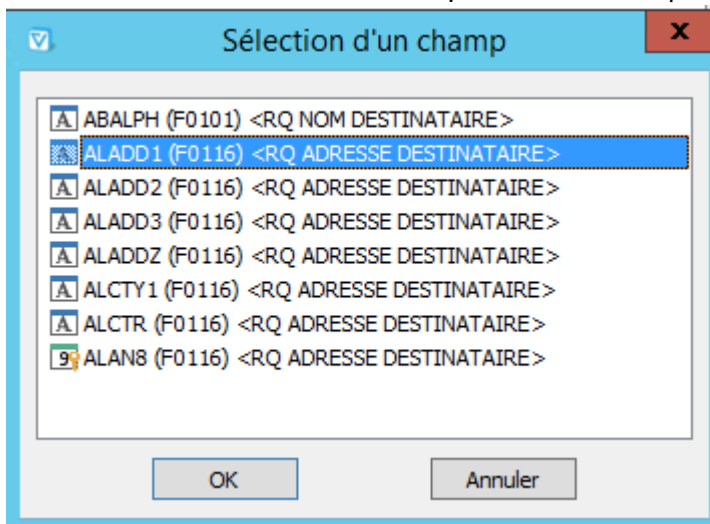 Sélection d'un champ
x
A ABALPH (F0101) <RQ NOM DESTINATAIRE>
A ALADD1 (F0116) <RQ ADRESSE DESTINATAIRE>
A ALADD2 (F0116) <RQ ADRESSE DESTINATAIRE>
A ALADD3 (F0116) <RQ ADRESSE DESTINATAIRE>
A ALADDZ (F0116) <RQ ADRESSE DESTINATAIRE>
A ALCTY1 (F0116) <RQ ADRESSE DESTINATAIRE>
A ALCTR (F0116) <RQ ADRESSE DESTINATAIRE>
9 ALAN8 (F0116) <RQ ADRESSE DESTINATAIRE>
OK Annuler